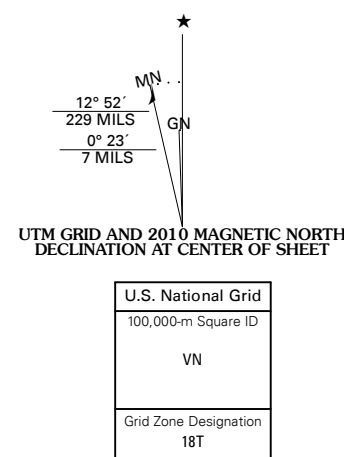 ★
MN
GN
12° 52´
229 MILS
0° 23´
7 MILS
UTM GRID AND 2010 MAGNETIC NORTH
DECLINATION AT CENTER OF SHEET
U.S. National Grid
100,000-m Square ID
VN
Grid Zone Designation
18T